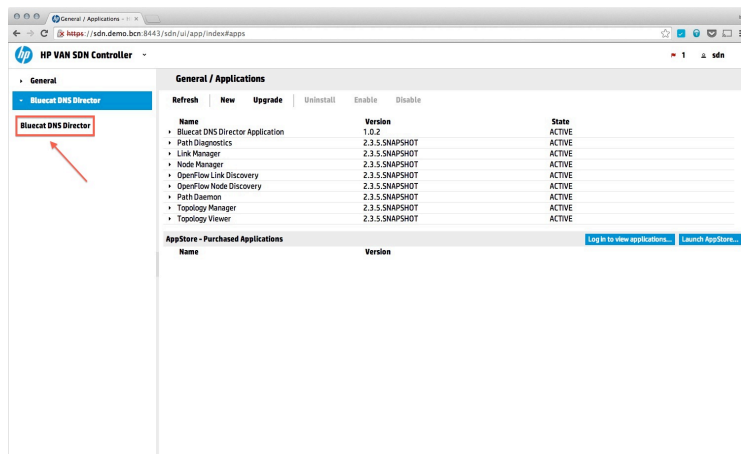 General / Applications - H
https://sdn.demo.bcn:8443/sdn/ui/app/index#apps
hp HP VAN SDN Controller 1 sdn
General
Bluecat DNS Director
Bluecat DNS Director
General / Applications
Refresh New Upgrade Uninstall Enable Disable
Name Version State
Bluecat DNS Director Application 1.0.2 ACTIVE
Path Diagnostics 2.3.5.SNAPSHOT ACTIVE
Link Manager 2.3.5.SNAPSHOT ACTIVE
Node Manager 2.3.5.SNAPSHOT ACTIVE
OpenFlow Link Discovery 2.3.5.SNAPSHOT ACTIVE
OpenFlow Node Discovery 2.3.5.SNAPSHOT ACTIVE
Path Daemon 2.3.5.SNAPSHOT ACTIVE
Topology Manager 2.3.5.SNAPSHOT ACTIVE
Topology Viewer 2.3.5.SNAPSHOT ACTIVE
AppStore - Purchased Applications Log in to view applications... Launch AppStore...
Name Version